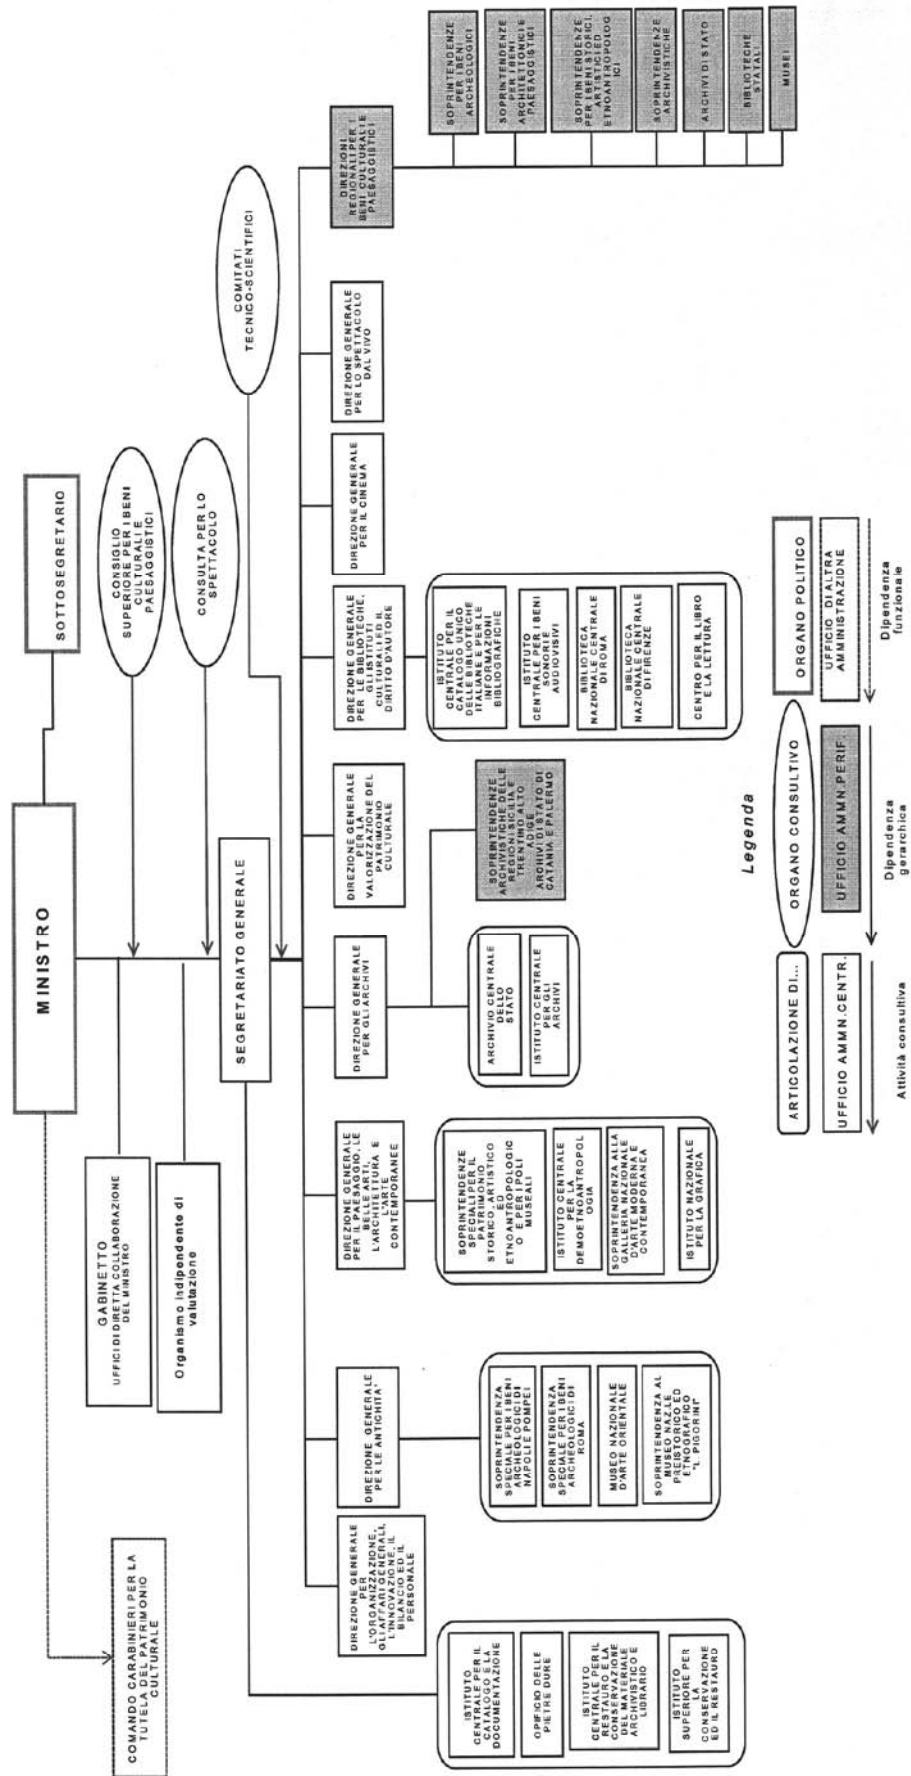 MINISTRO
SOTTOSEGRETARIO
COMANDO CARABINIERI PER LA
TUTELA DEL PATRIMONIO
CULTURALE
GABINETTO
UFFICI DI DIRETTA COLLABORAZIONE
DEL MINISTRO
Organismo indipendente di
valutazione
CONSIGLIO
SUPERIORE PER I BENI
CULTURALI E
PAESAGGISTICI
CONSULTA PER LO
SPETTACOLO
SEGRETARIATO GENERALE
COMITATI
TECNICO-SCIENTIFICI
DIREZIONE GENERALE
PER
L'ORGANIZZAZIONE,
GLI AFFARI GENERALI,
L'INNOVAZIONE, IL
BILANCIO ED IL
PERSONALE
DIREZIONE GENERALE
PER LE ANTICHITA'
DIREZIONE GENERALE
PER IL PAESAGGIO, LE
BELLE ARTI,
L'ARCHITETTURA E
L'ARTE
CONTEMPORANEE
DIREZIONE GENERALE
PER GLI ARCHIVI
DIREZIONE GENERALE
PER LA
VALORIZZAZIONE DEL
PATRIMONIO
CULTURALE
DIREZIONE GENERALE
PER LE BIBLIOTECHE,
GLI ISTITUTI
CULTURALI ED IL
DIRITTO D'AUTORE
DIREZIONE GENERALE
PER IL CINEMA
DIREZIONE GENERALE
PER LO SPETTACOLO
DAL VIVO
DIREZIONI
REGIONALI PER I
BENI CULTURALI E
PAESAGGISTICI
ISTITUTO
CENTRALE PER IL
CATALOGO E LA
DOCUMENTAZIONE
OPIFICIO DELLE
PIETRE DURE
ISTITUTO
CENTRALE PER IL
RESTAURO E LA
CONSERVAZIONE
DEL MATERIALE
ARCHIVISTICO E
LIBRARIO
ISTITUTO
SUPERIORE PER
LA
CONSERVAZIONE
ED IL RESTAURO
SOPRINTENDENZA
SPECIALE PER I BENI
ARCHEOLOGICI DI
NAPOLI E POMPEI
SOPRINTENDENZA
SPECIALE PER I BENI
ARCHEOLOGICI DI
ROMA
MUSEO NAZIONALE
D'ARTE ORIENTALE
SOPRINTENDENZA AL
MUSEO NAZ.LE
PREISTORICO ED
ETNOGRAFICO
"L. PIGORINI"
SOPRINTENDENZE
SPECIALI PER IL
PATRIIMONIO
STORICO, ARTISTICO
ED
ETNOANTROPOLOGIC
O E PER I POLI
MUSEALI
ISTITUTO CENTRALE
PER LA
DEMOETNOANTROPOL
OGIA
SOPRINTENDENZA ALLA
GALLERIA NAZIONALE
D'ARTE MODERNA E
CONTEMPORANEA
ISTITUTO NAZIONALE
PER LA GRAFICA
ARCHIVIO CENTRALE
DELLO
STATO
ISTITUTO CENTRALE
PER GLI
ARCHIVI
SOPRINTENDENZE
ARCHIVISTICHE DELLE
REGIONI SICILIA E
TRENTINO ALTO
ADIGE
ARCHIVI DI STATO DI
CATANIA E PALERMO
ISTITUTO
CENTRALE PER IL
CATALOGO UNICO
DELLE BIBLIOTECHE
ITALIANE E PER LE
INFORMAZIONI
BIBLIOGRAFICHE
ISTITUTO
CENTRALE PER I BENI
SONORI E
AUDIOVISIVI
BIBLIOTECA
NAZIONALE CENTRALE
DI ROMA
BIBLIOTECA
NAZIONALE CENTRALE
DI FIRENZE
CENTRO PER IL LIBRO
E LA LETTURA
SOPRINTENDENZE
PER I BENI
ARCHEOLOGICI
SOPRINTENDENZE
PER I BENI
ARCHITETTONICI E
PAESAGGISTICI
SOPRINTENDENZE
PER I BENI STORICI,
ARTISTICI ED
ETNOANTROPOLOG
ICI
SOPRINTENDENZE
ARCHIVISTICHE
ARCHIVI DI STATO
BIBLIOTECHE
STATALI
MUSEI
Legenda
ARTICOLAZIONE DI...
ORGANO CONSULTIVO
ORGANO POLITICO
UFFICIO AMMN.CENTR.
UFFICIO AMMN.PERIF.
UFFICIO DI ALTRA
AMMINISTRAZIONE
Attività consultiva
Dipendenza
gerarchica
Dipendenza
funzionale